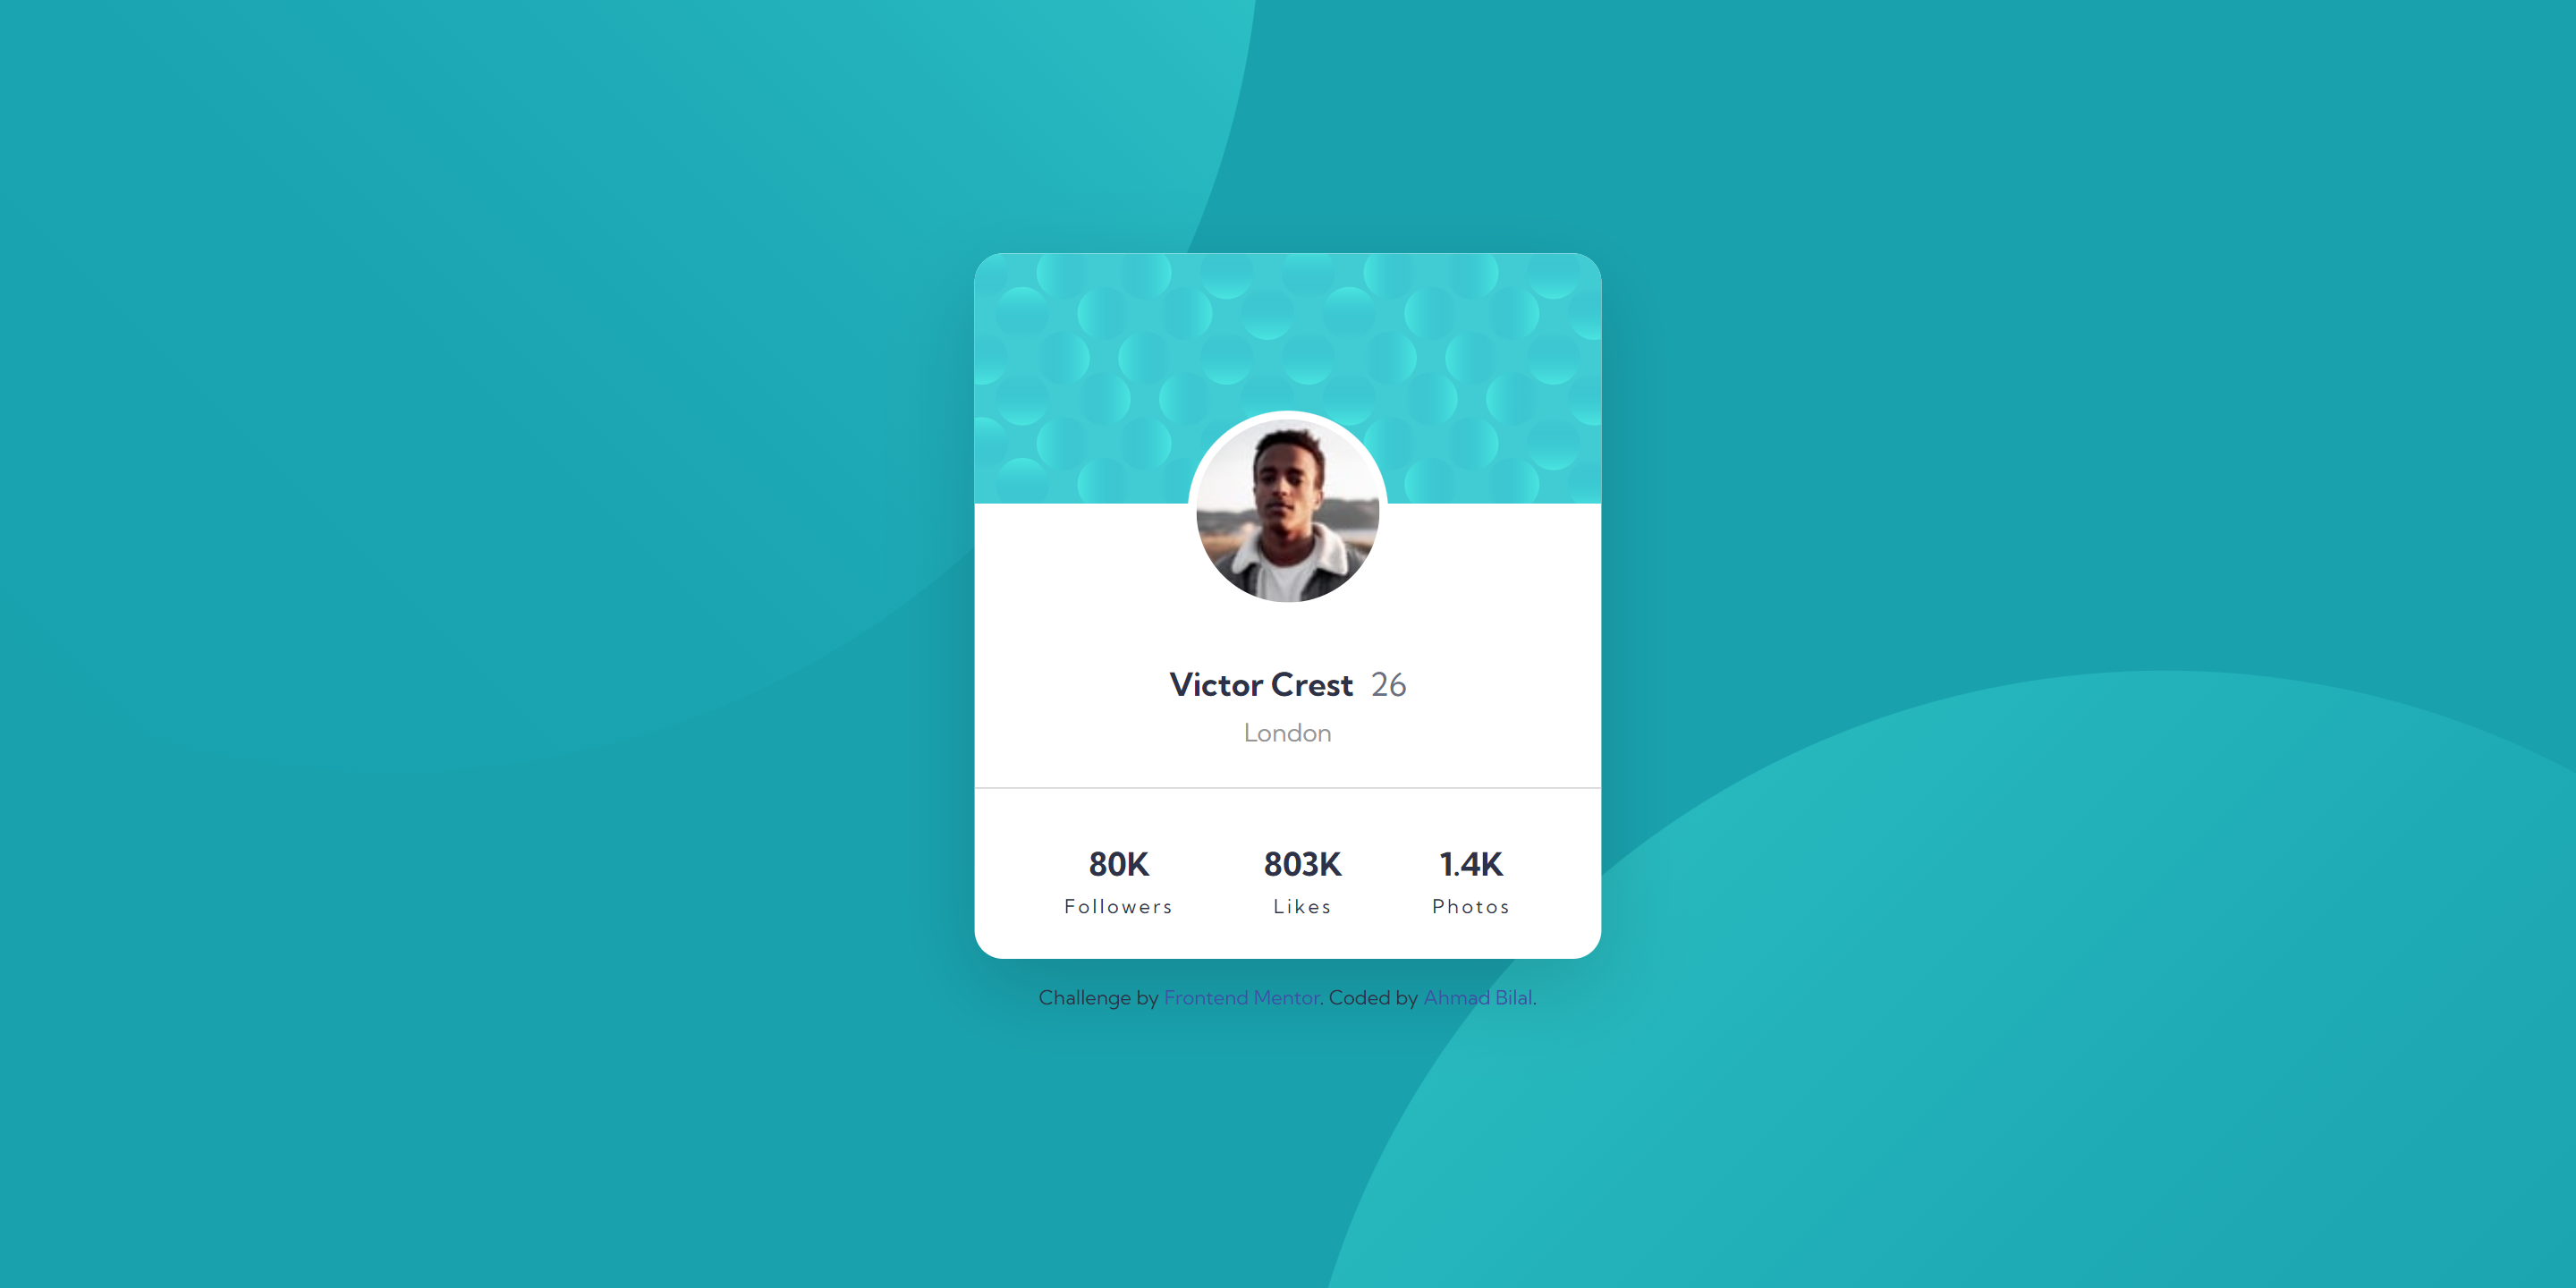 Victor Crest 26
London
80K 803K 1.4K
Followers Likes Photos
Challenge by Frontend Mentor. Coded by Ahmad Bilal.